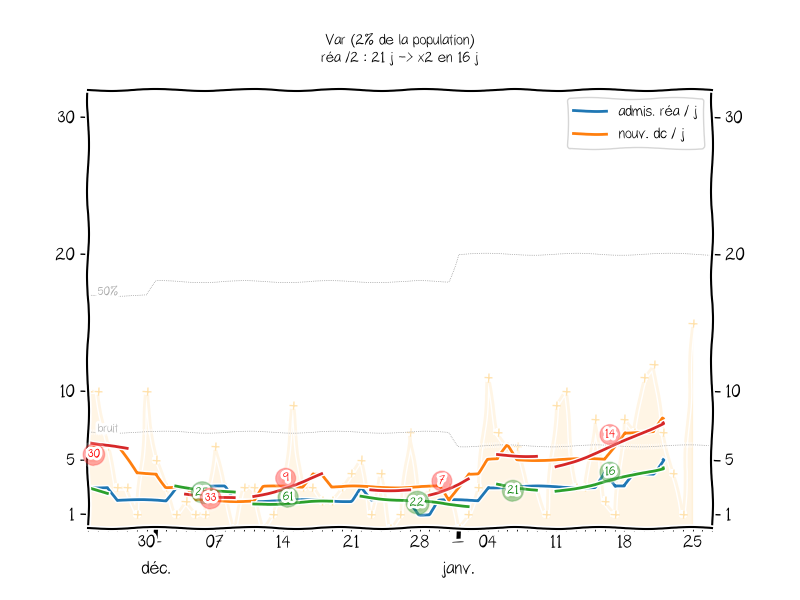 Var (2% de la population)
réa /2 : 21 j -> x2 en 16 j
admis. réa / j
nouv. dc / j
30 30
20 20
50%
10 10
bruit
5 5
1 1
30 33 9 61 22 7 21 14 16
30 07 14 21 28 04 11 18 25
déc. janv.